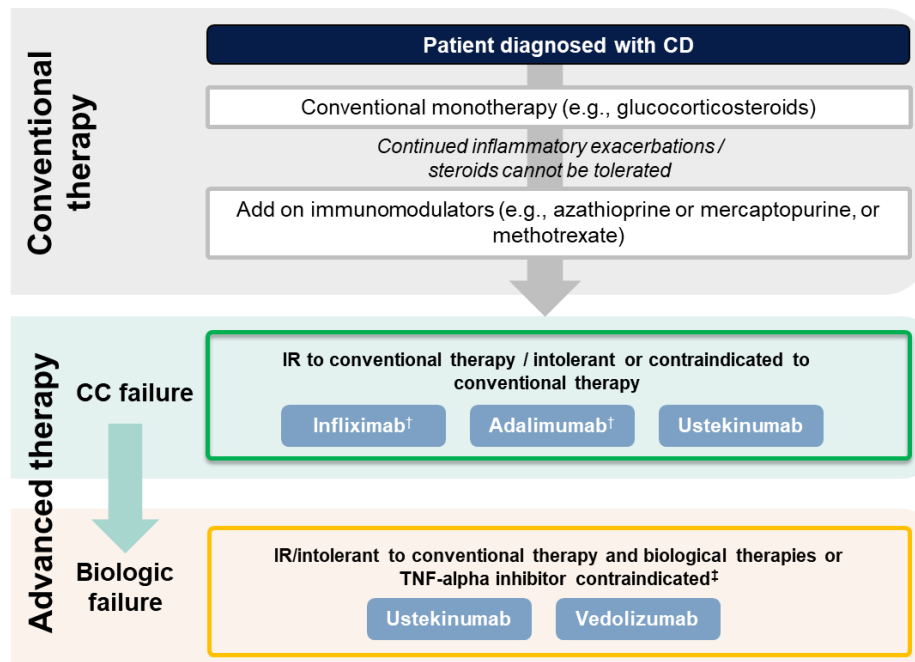 Conventional
therapy
Patient diagnosed with CD
Conventional monotherapy (e.g., glucocorticosteroids)
Continued inflammatory exacerbations /
steroids cannot be tolerated
Add on immunomodulators (e.g., azathioprine or mercaptopurine, or
methotrexate)
Advanced therapy
CC failure
IR to conventional therapy / intolerant or contraindicated to
conventional therapy
Infliximab†
Adalimumab†
Ustekinumab
Biologic
failure
IR/intolerant to conventional therapy and biological therapies or
TNF-alpha inhibitor contraindicated‡
Ustekinumab
Vedolizumab